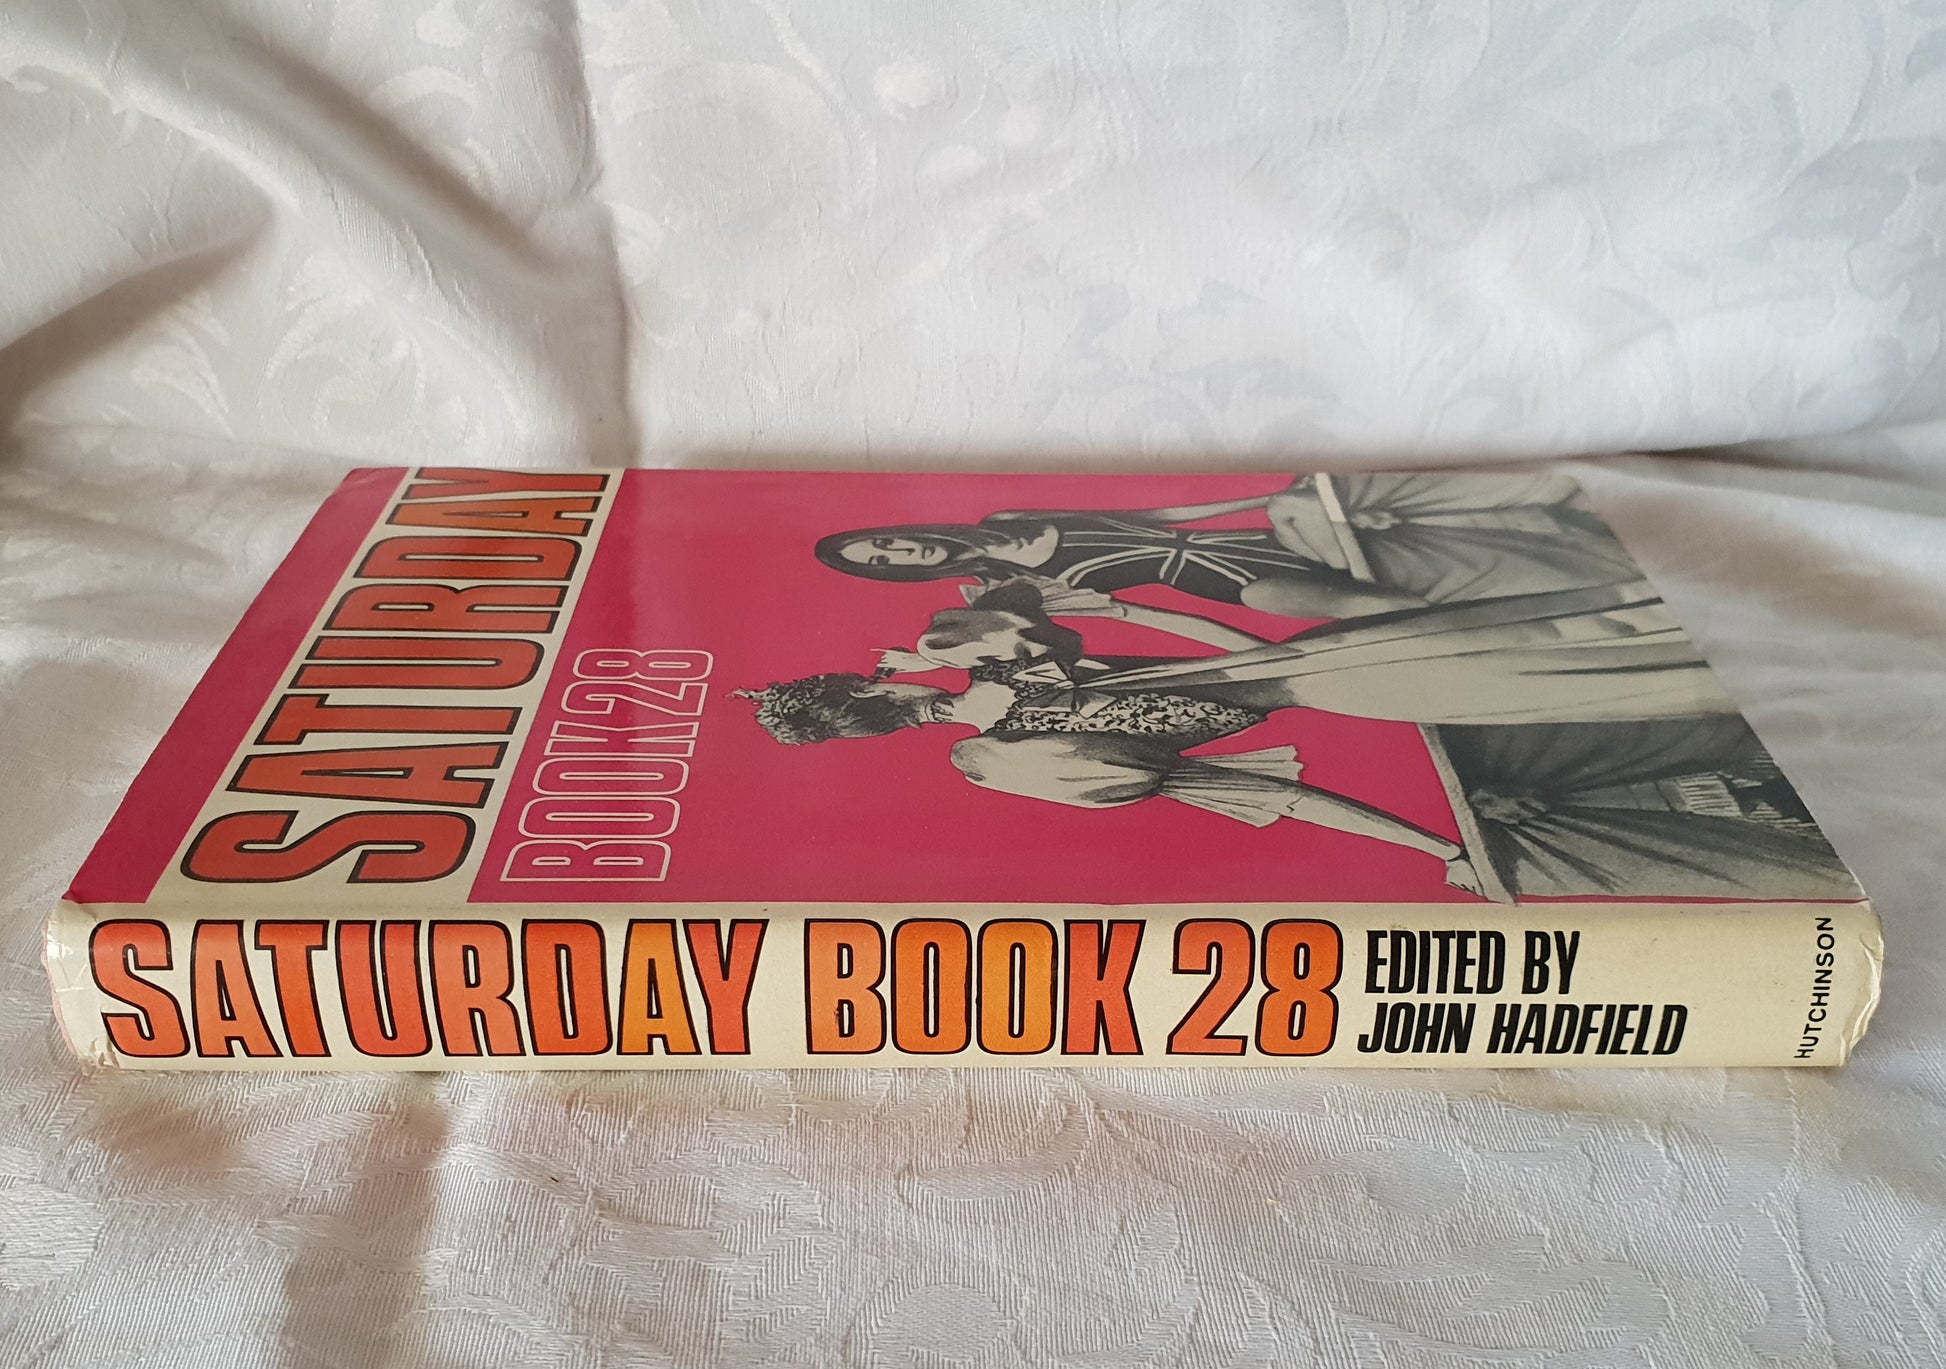 SATURDAY
BOOK 28
SATURDAY BOOK 28
EDITED BY
JOHN HADFIELD
HUTCHINSON